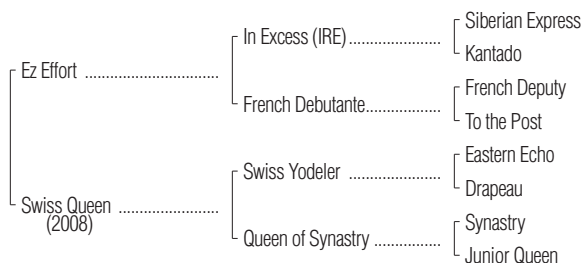 Siberian Express
In Excess (IRE)
Kantado
Ez Effort
French Deputy
French Debutante
To the Post
Eastern Echo
Swiss Yodeler
Drapeau
Swiss Queen
(2008)
Synastry
Queen of Synastry
Junior Queen